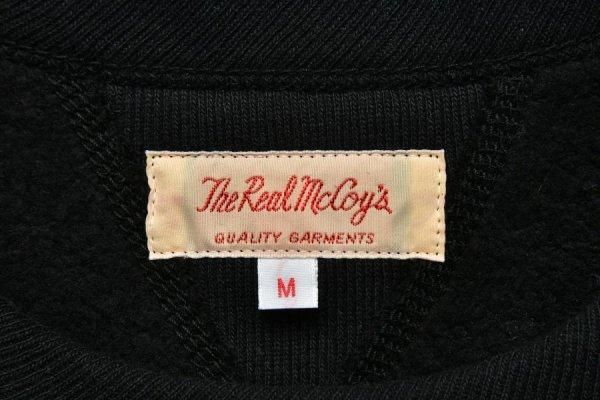 The Real McCoy's
QUALITY GARMENTS
M